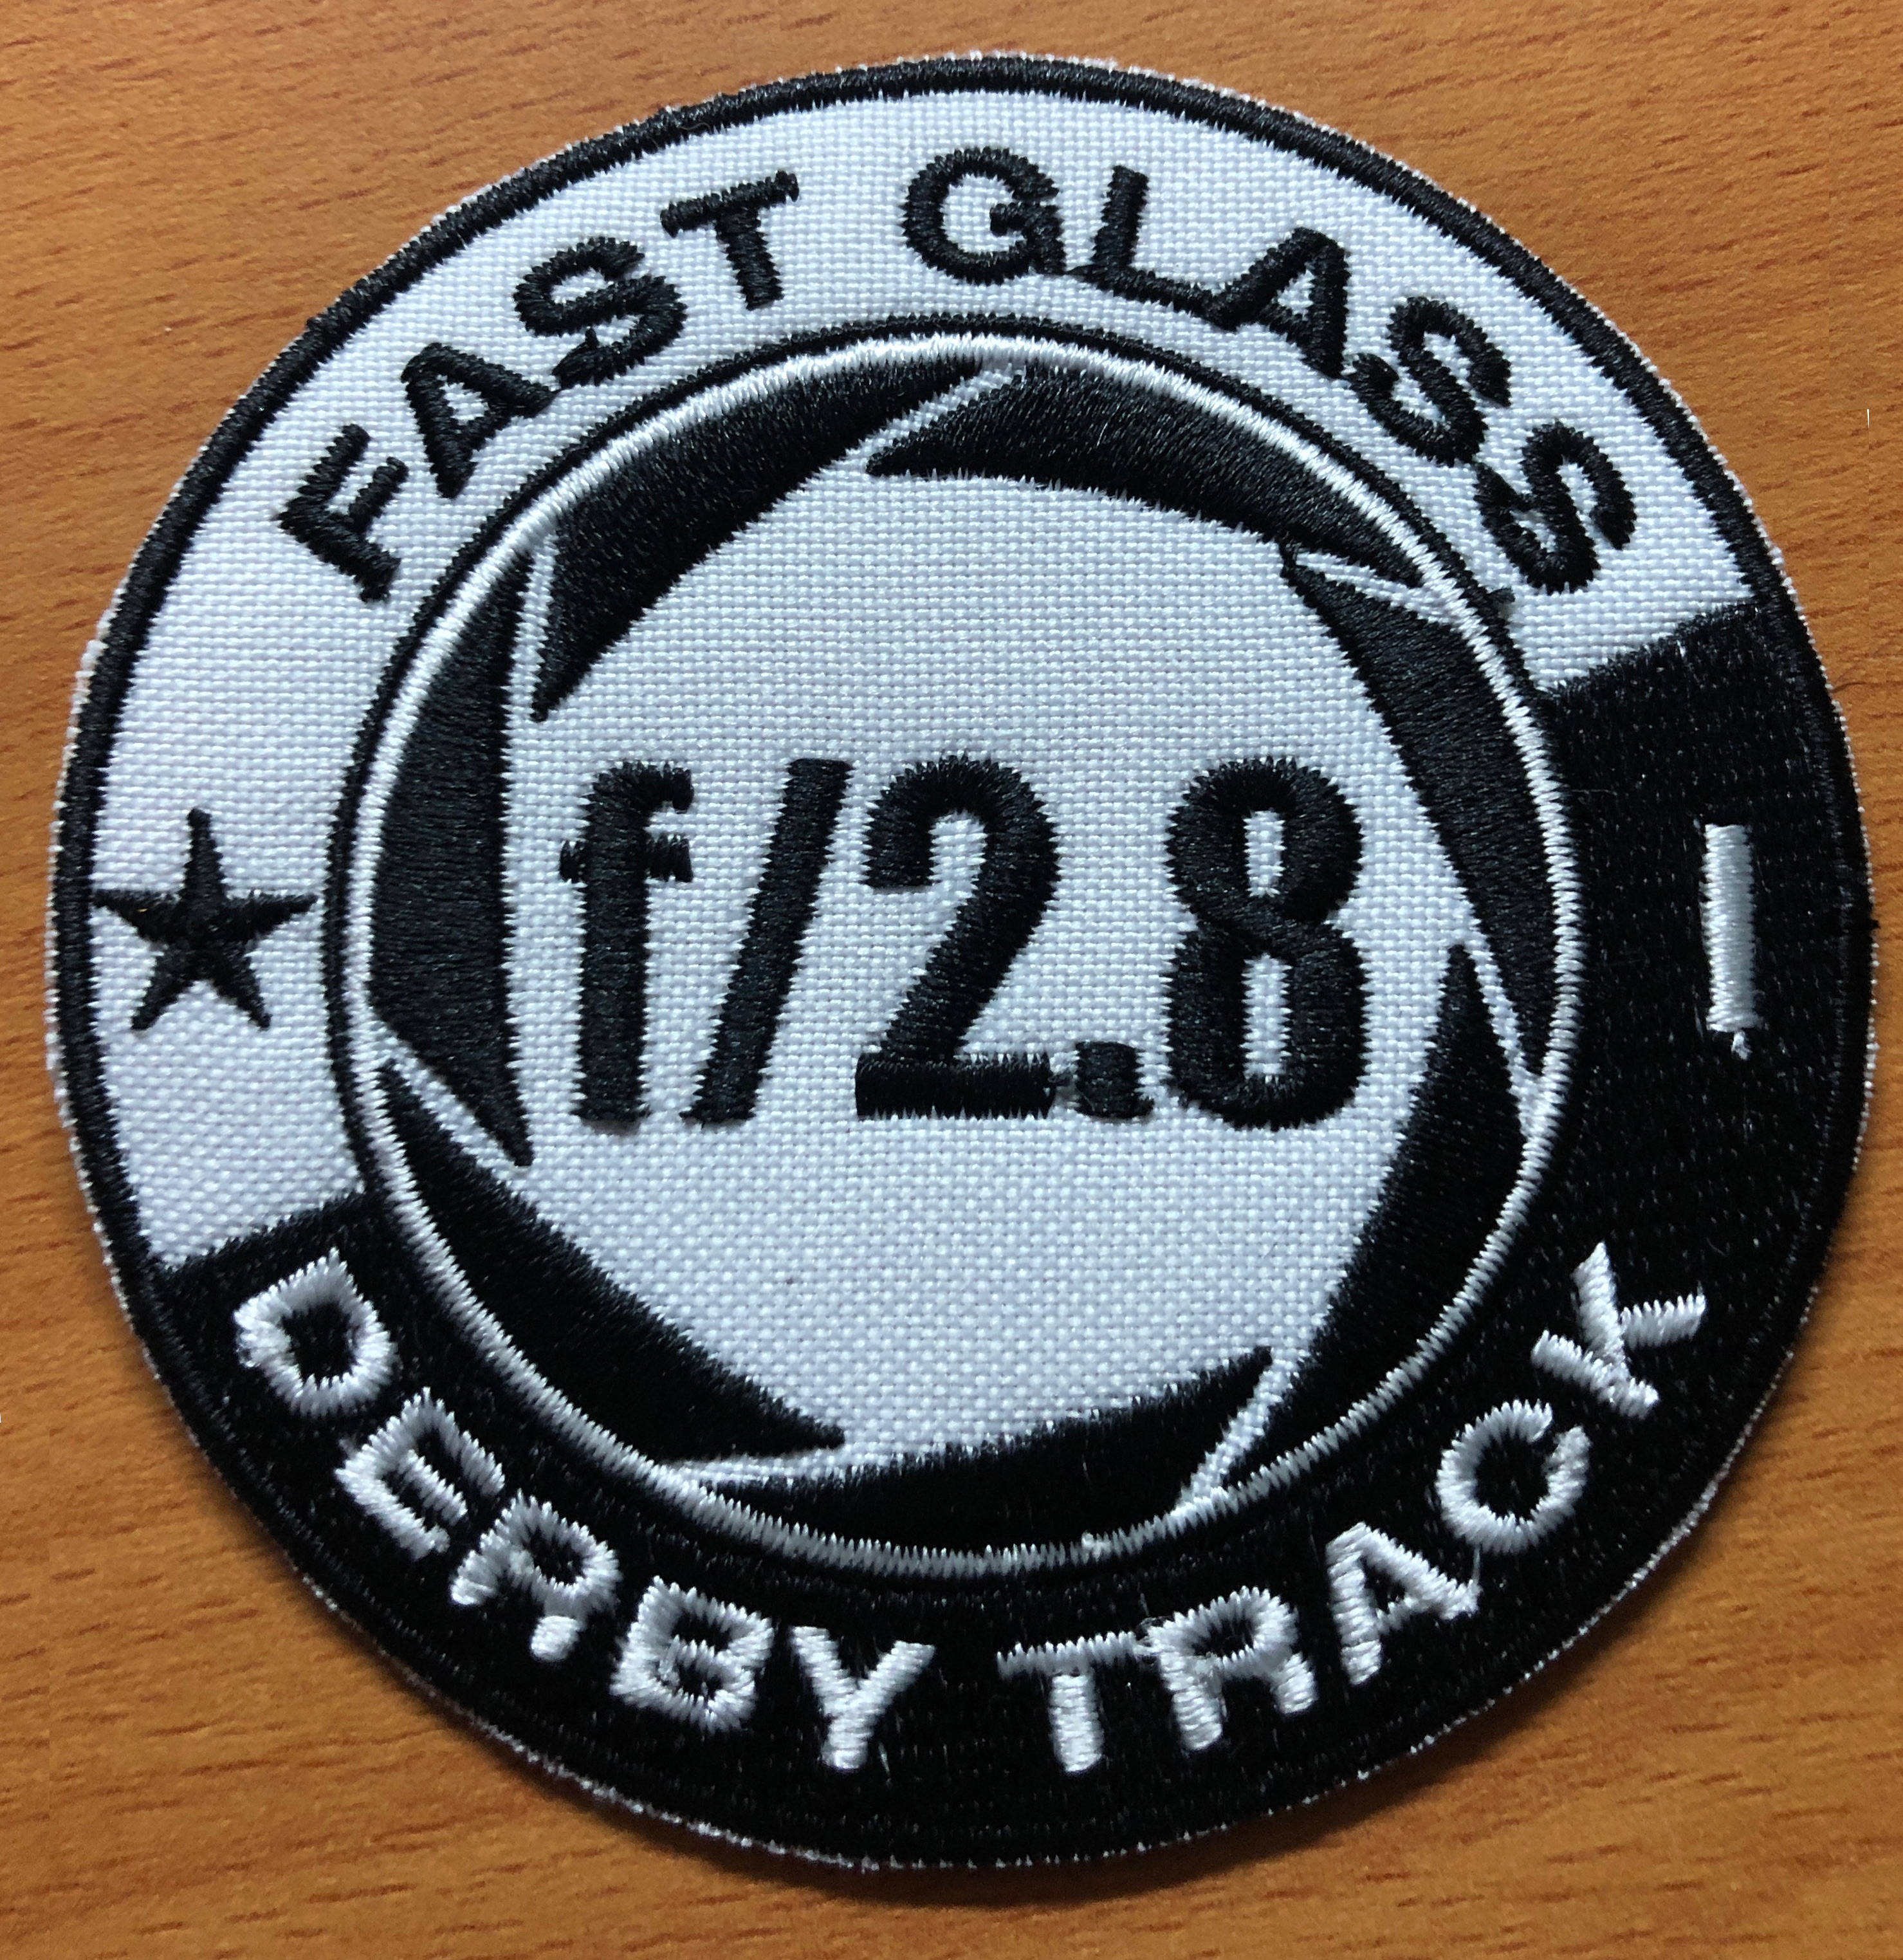 FAST GLASS
f/2.8
DERBY TRACK